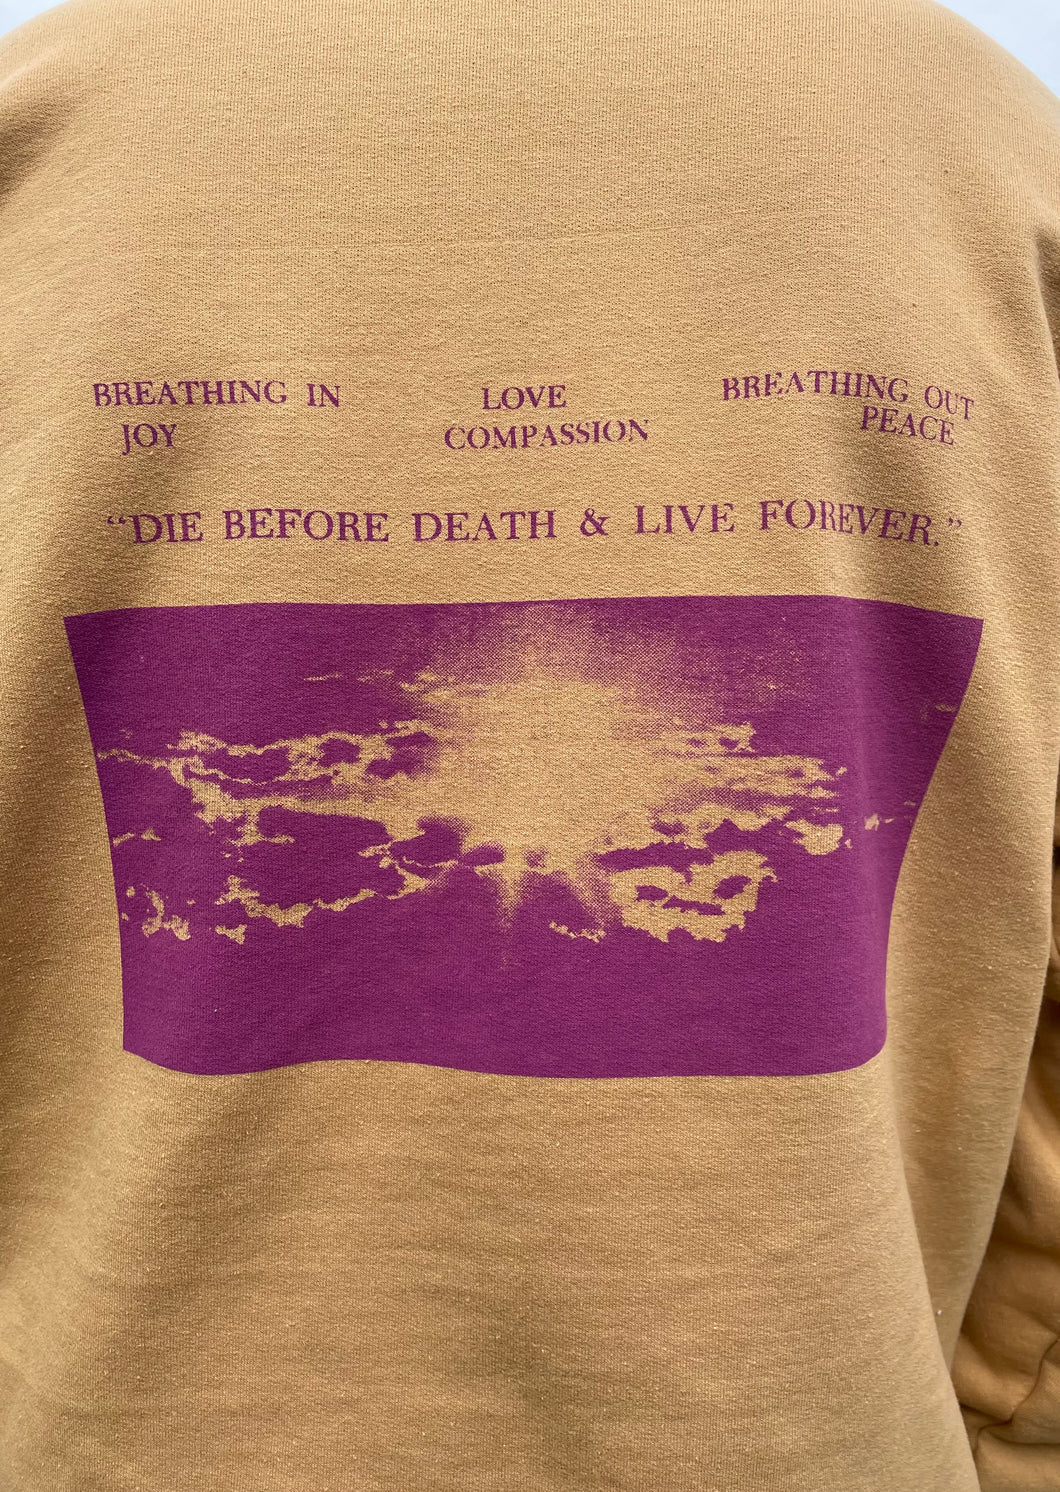 BREATHING IN LOVE BREATHING OUT
JOY COMPASSION PEACE
“DIE BEFORE DEATH & LIVE FOREVER.”